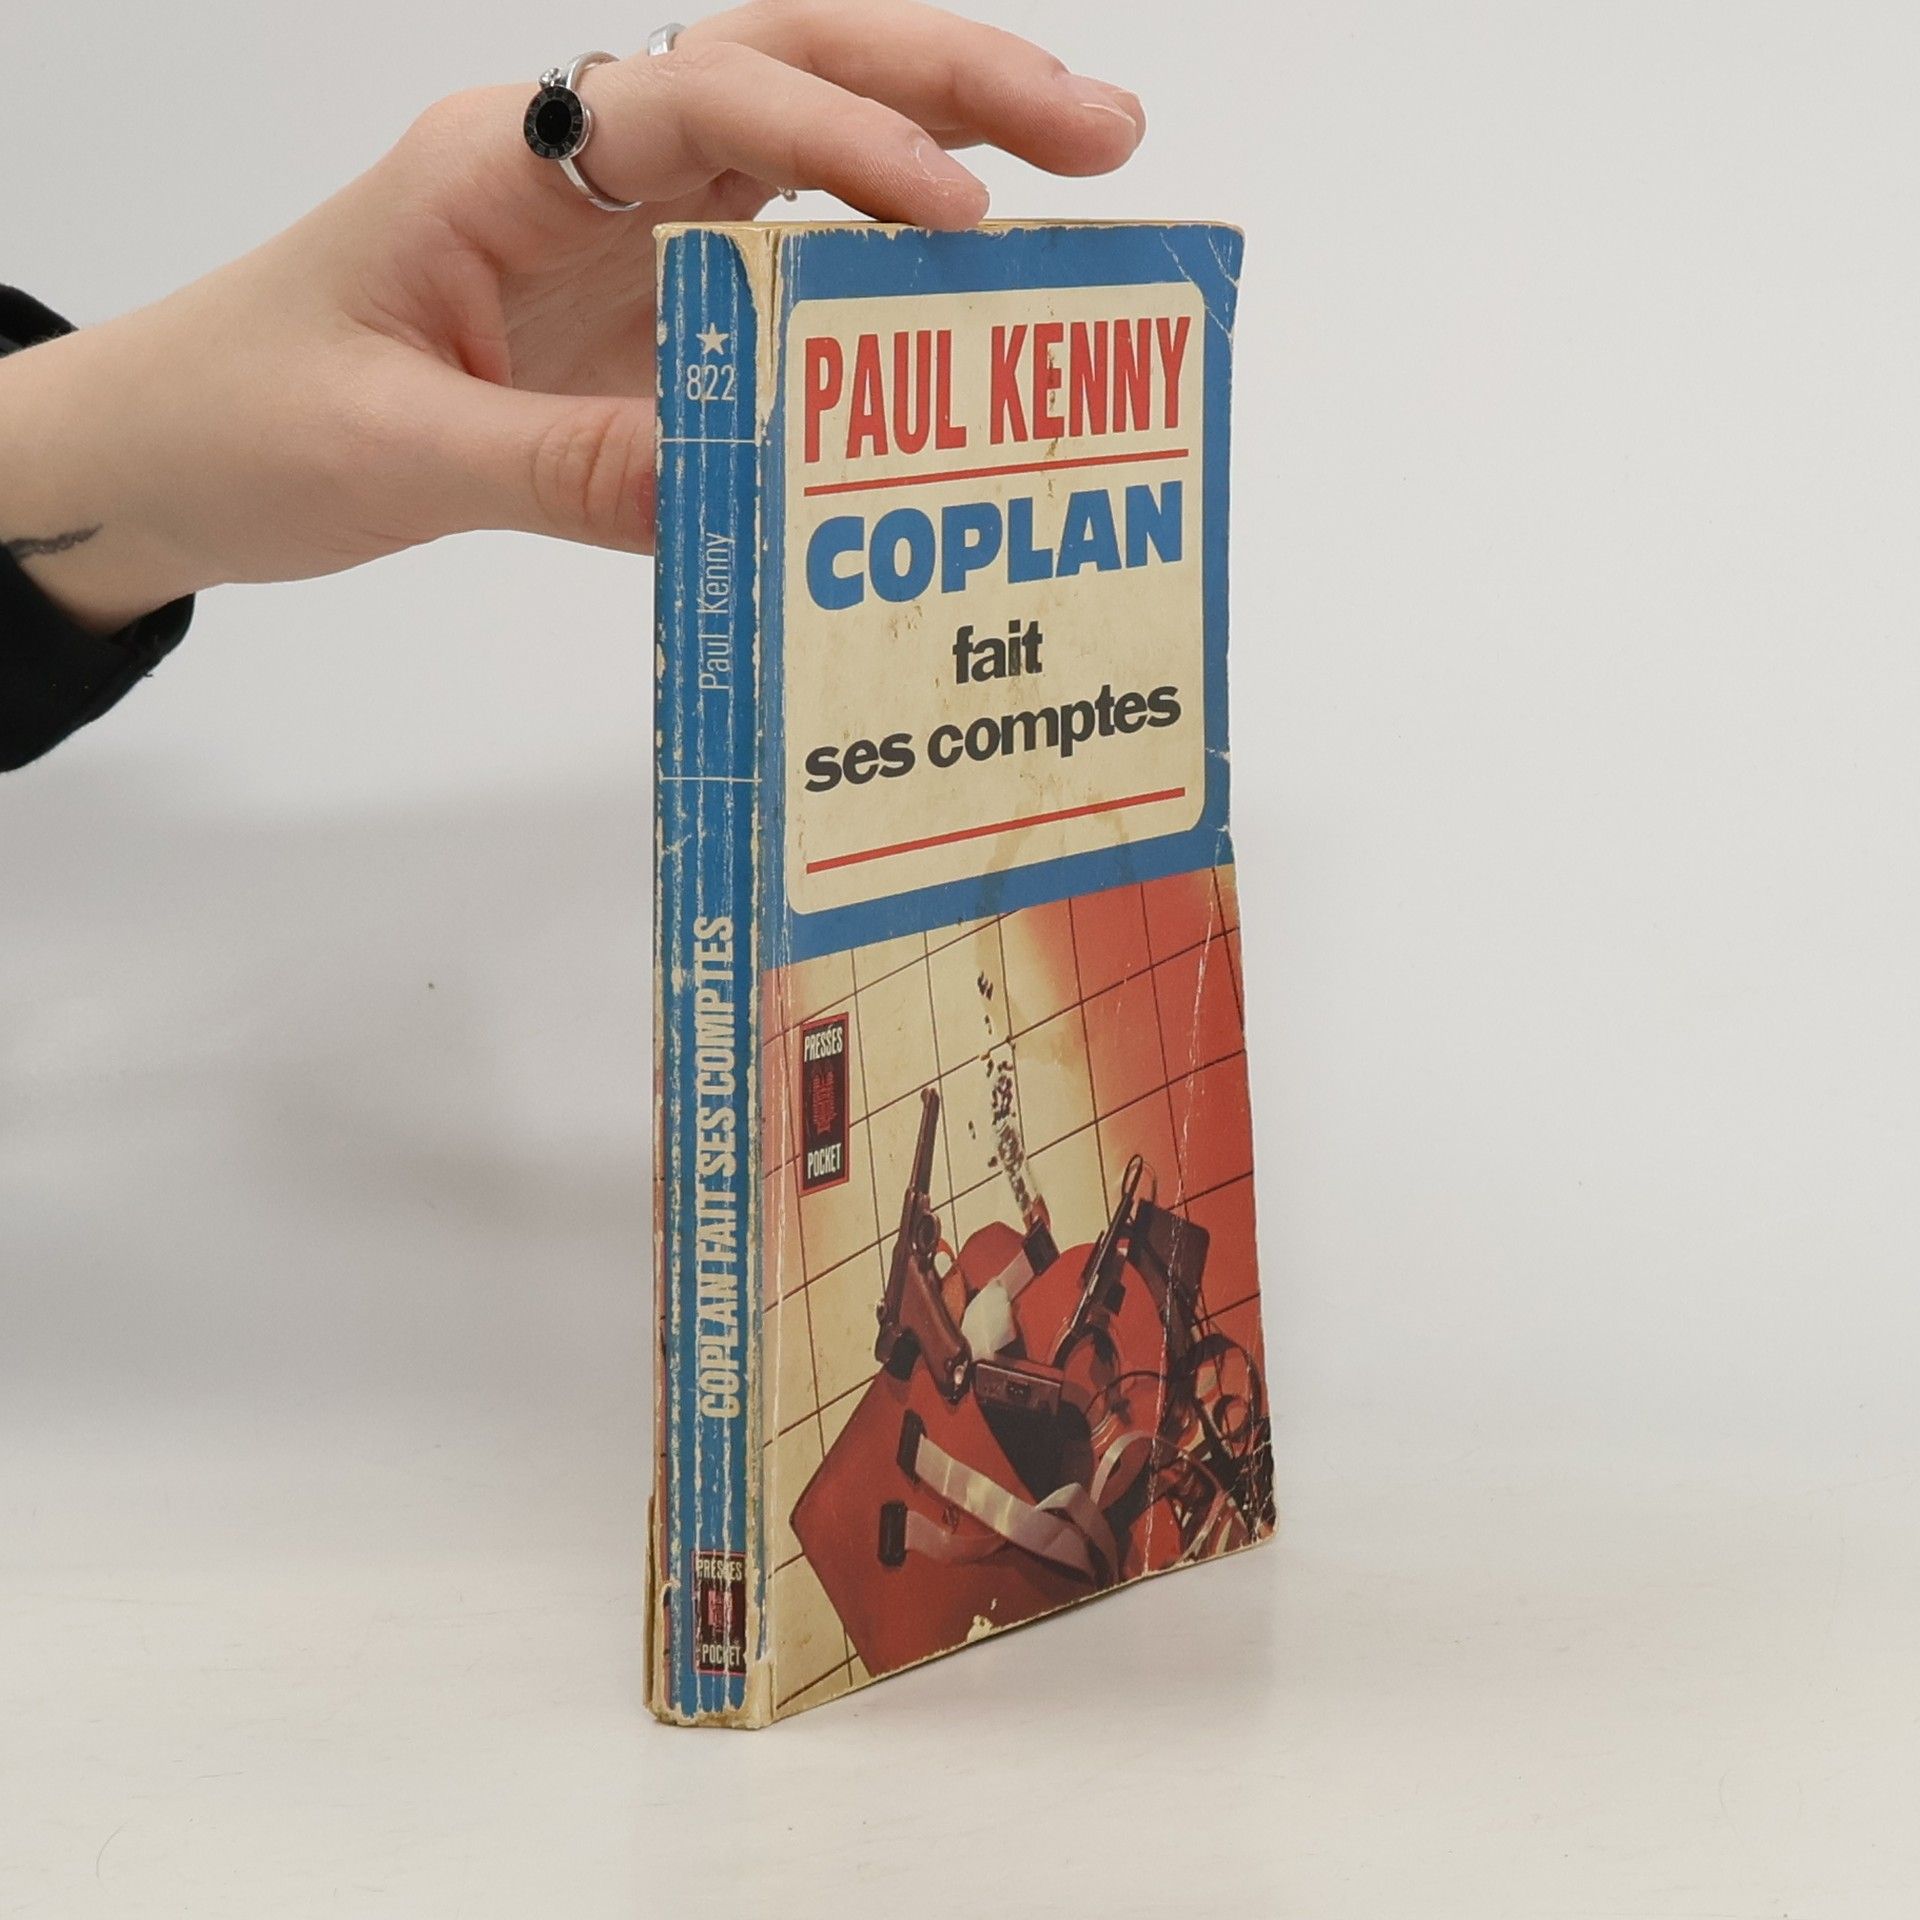 822
Paul Kenny
COPLAN FAIT SES COMPTES
PRESSES
POCKET
PAUL KENNY
COPLAN
fait
ses comptes
PRESSES
POCKET